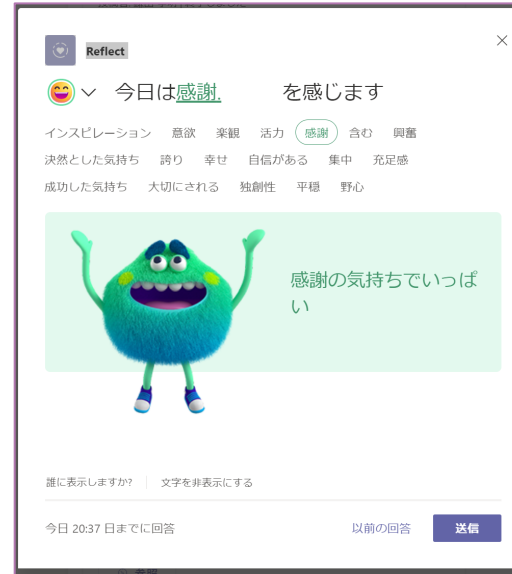 Reflect
今日は感謝. を感じます
インスピレーション 意欲 楽観 活力 感謝 含む 興奮
決然とした気持ち 誇り 幸せ 自信がある 集中 充足感
成功した気持ち 大切にされる 独創性 平穏 野心
感謝の気持ちでいっぱ
い
誰に表示しますか? 文字を非表示にする
今日 20:37 日までに回答 以前の回答 送信